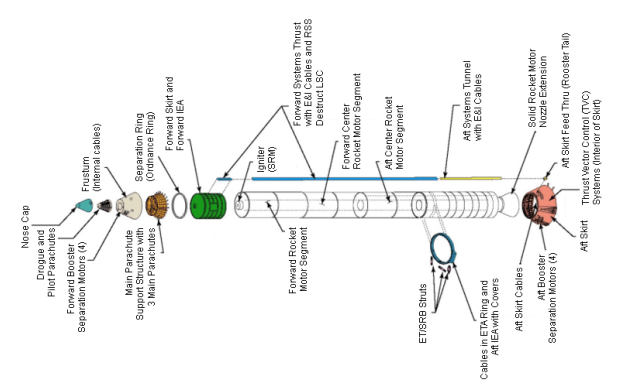 Nose Cap
Drogue and
Pilot Parachutes
Frustum
(Internal cables)
Forward Booster
Separation Motors (4)
Main Parachute
Support Structure with
3 Main Parachutes
Separation Ring
(Ordnance Ring)
Forward Skirt and
Forward IEA
Igniter
(SRM)
Forward Systems Thrust
with E&I Cables and RSS
Destruct LSC
Forward Rocket
Motor Segment
Forward Center
Rocket Motor Segment
Aft Center Rocket
Motor Segment
ET/SRB Struts
Aft Systems Tunnel
with E&I Cables
Cables in ETA Ring and
Aft IEA with Covers
Solid Rocket Motor
Nozzle Extension
Aft Skirt Cables
Aft Booster
Separation Motors (4)
Aft Skirt Feed Thru (Rooster Tail)
Thrust Vector Control (TVC)
Systems (Interior of Skirt)
Aft Skirt